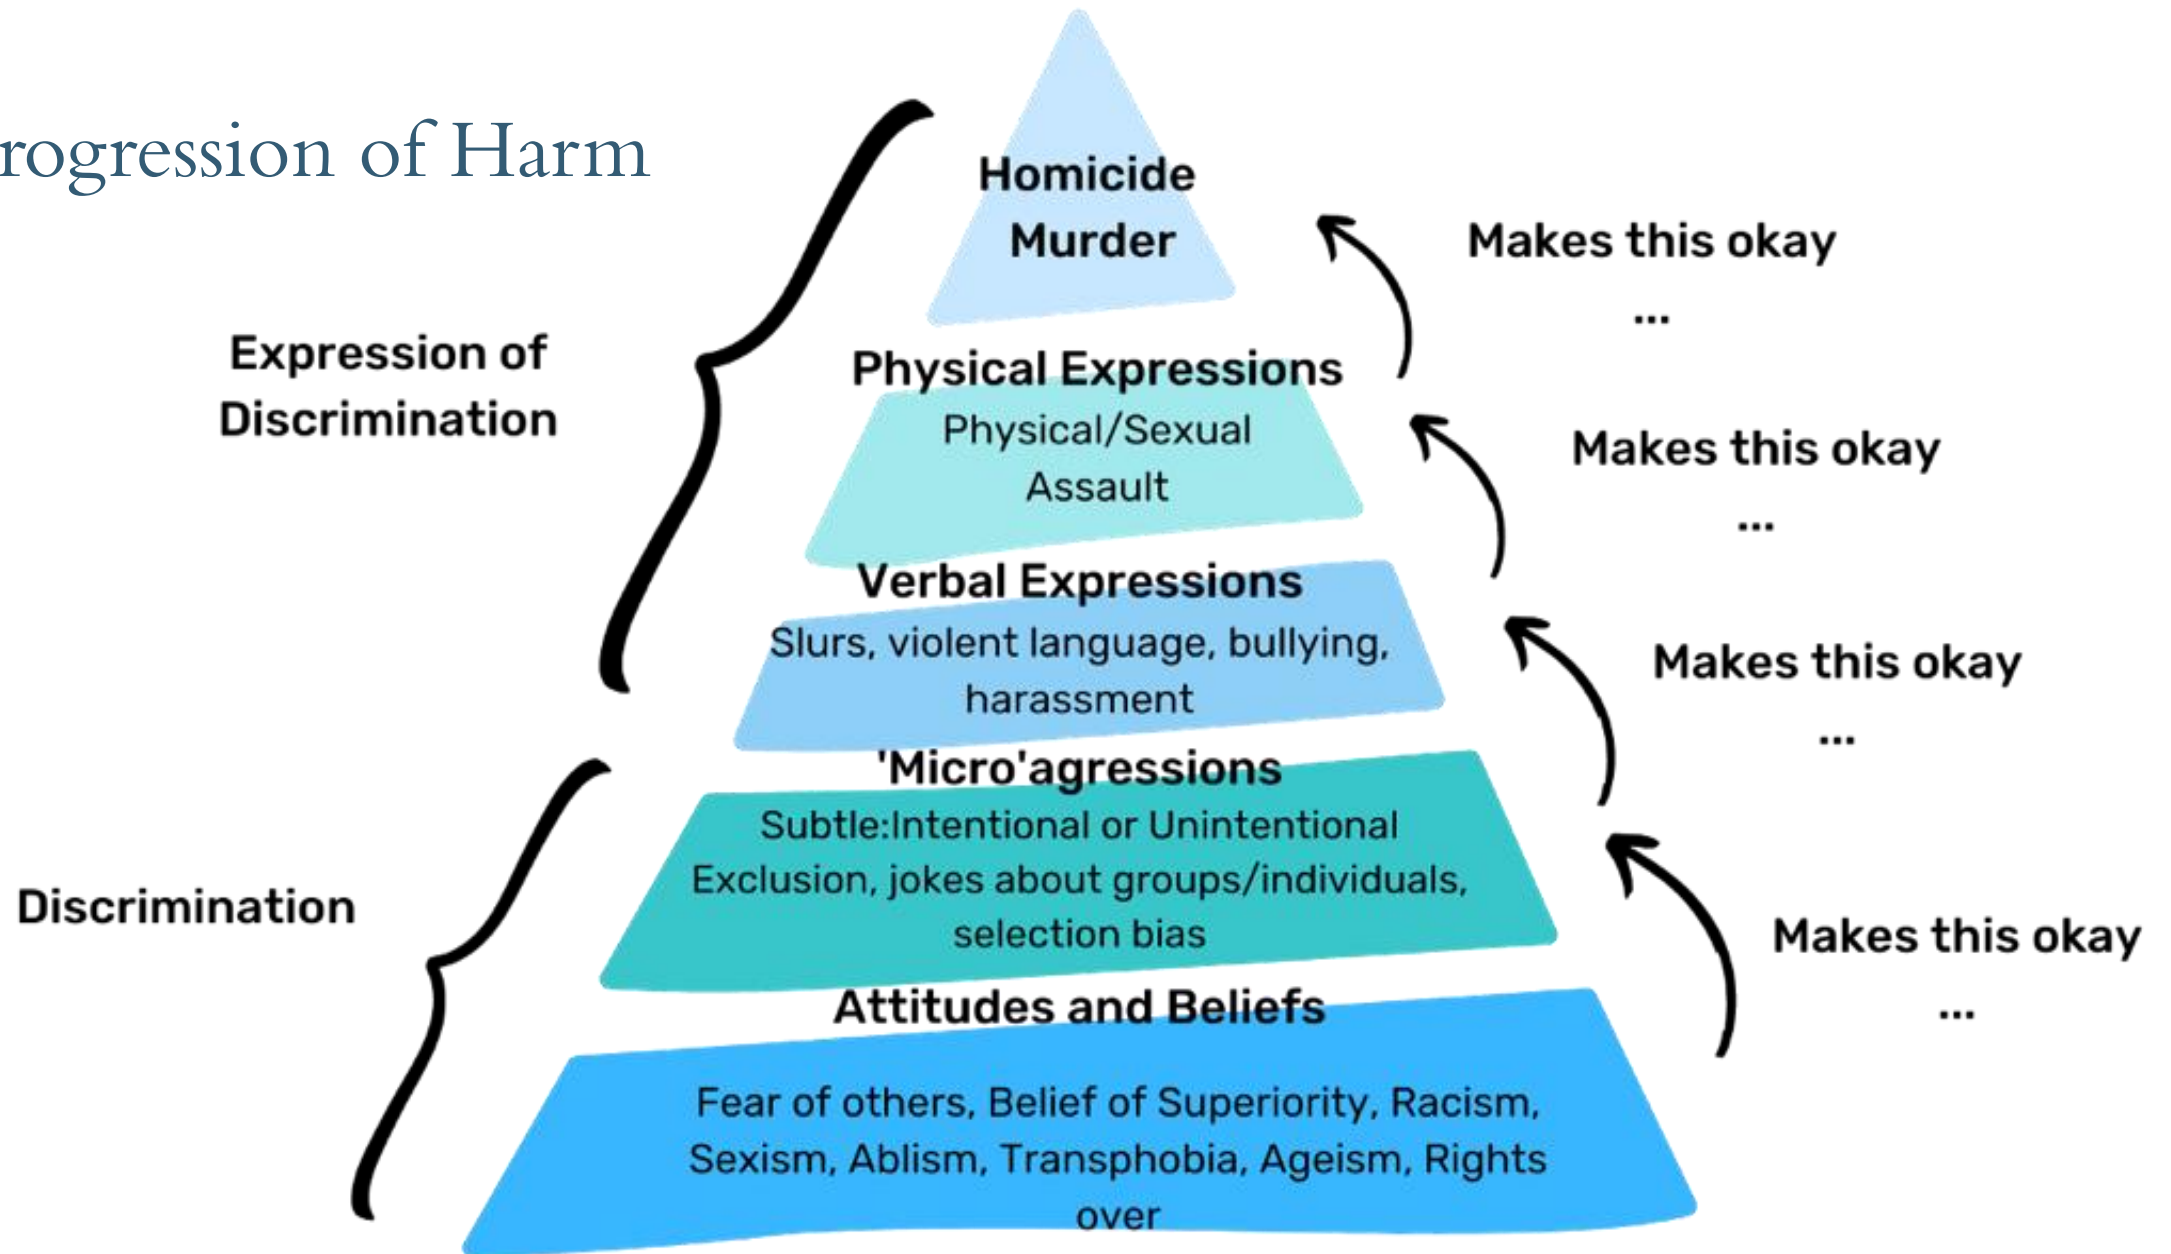 rogression of Harm
Homicide
Murder
Makes this okay
...
Expression of
Discrimination
Physical Expressions
Physical/Sexual
Assault
Makes this okay
...
Verbal Expressions
Slurs, violent language, bullying,
harassment
Makes this okay
...
'Micro'agressions
Subtle:Intentional or Unintentional
Exclusion, jokes about groups/individuals,
selection bias
Discrimination
Makes this okay
...
Attitudes and Beliefs
Fear of others, Belief of Superiority, Racism,
Sexism, Ablism, Transphobia, Ageism, Rights
over